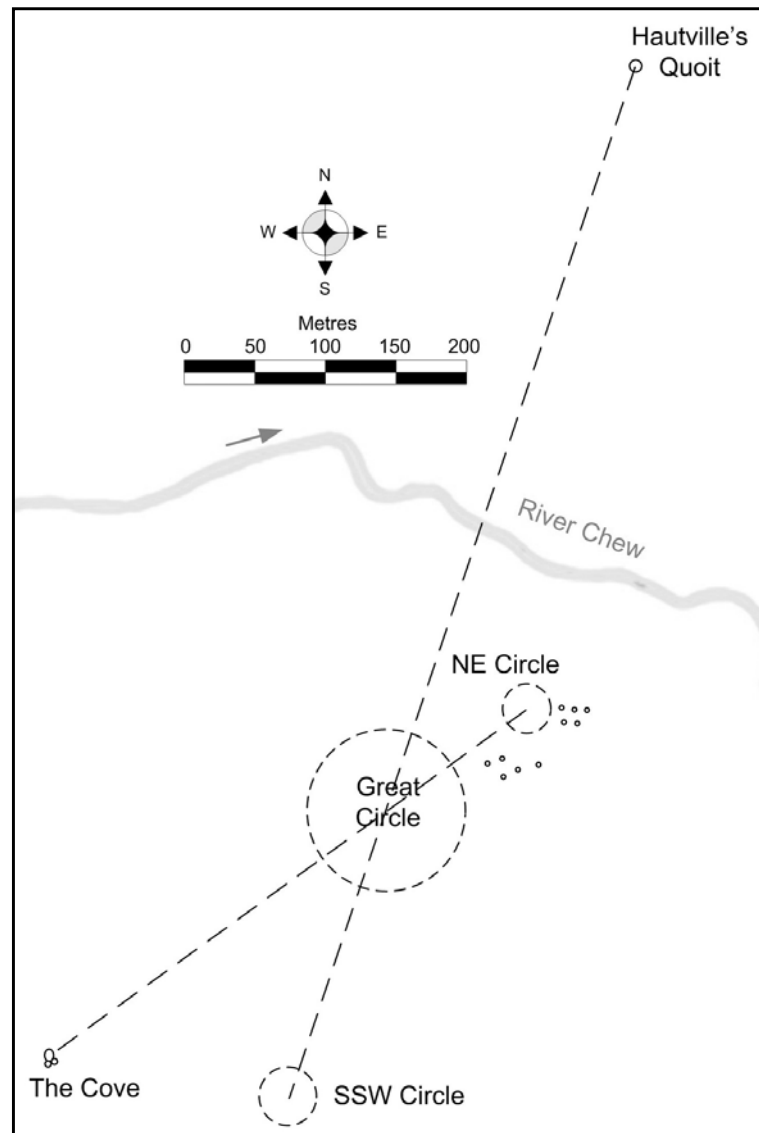 Hautville's
Quoit
N
W E
S
Metres
0 50 100 150 200
River Chew
NE Circle
Great
Circle
The Cove
SSW Circle